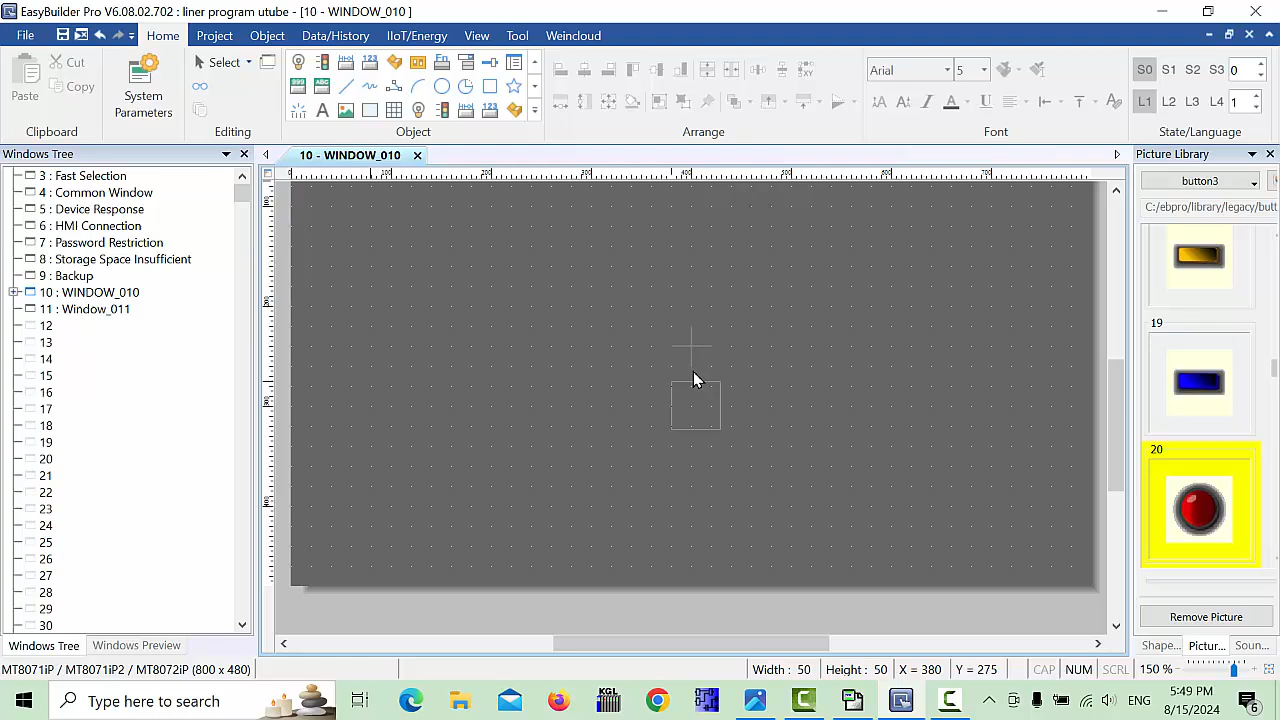 EasyBuilder Pro V6.08.02.702 : liner program utube - [10 - WINDOW_010 ]
File Home Project Object Data/History IIoT/Energy View Tool Weincloud
Paste Cut Copy
Clipboard
System Parameters
Select
Editing
Object
Arrange
Arial 5
Font
S0 S1 S2 S3 0
L1 L2 L3 L4 1
State/Language
Windows Tree
10 - WINDOW_010
Picture Library
3 : Fast Selection
4 : Common Window
5 : Device Response
6 : HMI Connection
7 : Password Restriction
8 : Storage Space Insufficient
9 : Backup
10 : WINDOW_010
11 : Window_011
12
13
14
15
16
17
18
19
20
21
22
23
24
25
26
27
28
29
30
Windows Tree Windows Preview
button3
C:/ebpro/library/legacy/butt
19
20
Remove Picture
Shape... Pictur... Soun...
MT8071iP / MT8071iP2 / MT8072iP (800 x 480)
Width : 50 Height : 50 X = 380 Y = 275 CAP NUM SCRL 150 %
Type here to search
KGL
ENG
5:49 PM
8/15/2024
6